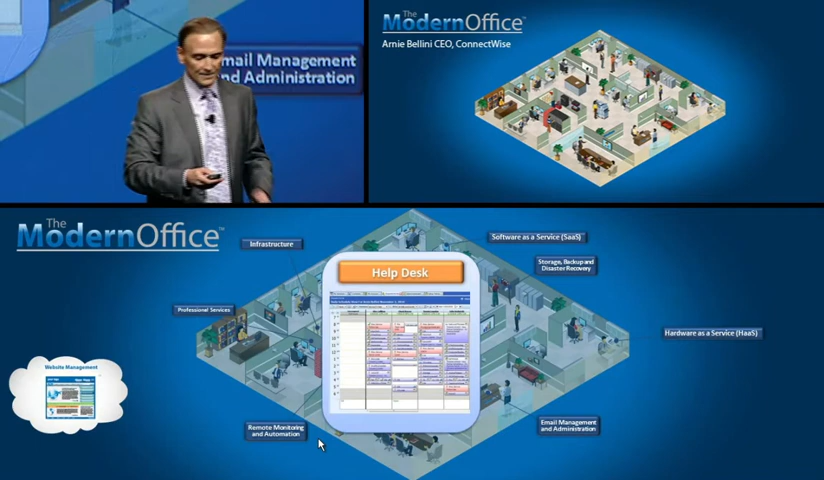 Email Management
and Administration
The
ModernOffice™
Arnie Bellini CEO, ConnectWise
The
ModernOffice™
Infrastructure
Software as a Service (SaaS)
Help Desk
Storage, Backup and
Disaster Recovery
Professional Services
Hardware as a Service (HaaS)
Website Management
Remote Monitoring
and Automation
Email Management
and Administration